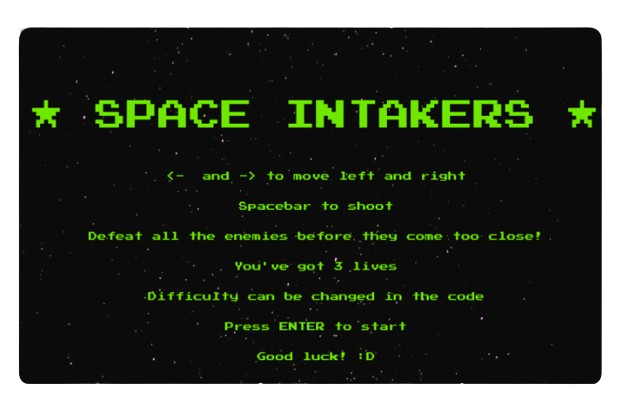 ★ SPACE INTAKERS ★
<- and -> to move left and right
Spacebar to shoot
Defeat all the enemies before they come too close!
You've got 3 lives
Difficulty can be changed in the code
Press ENTER to start
Good luck! :D